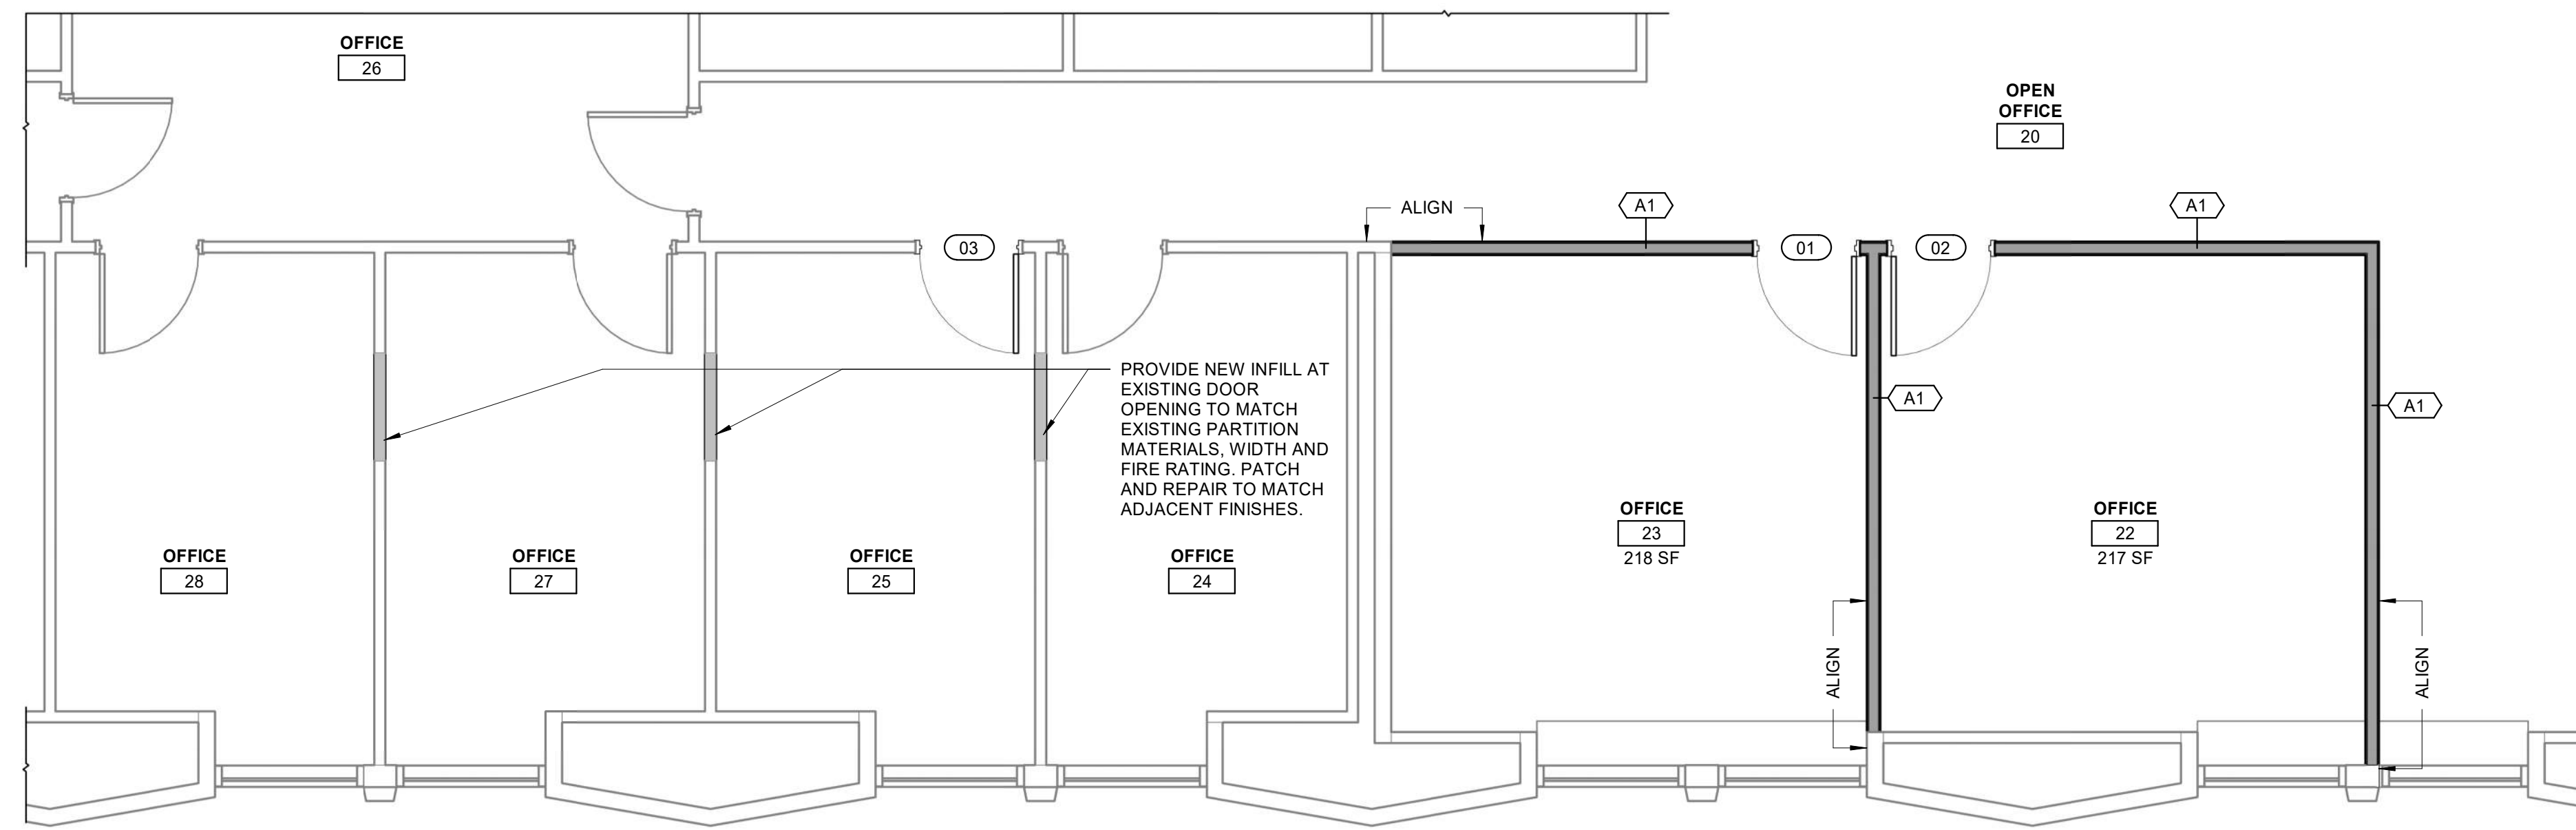 OFFICE
26
OPEN
OFFICE
20
ALIGN
A1
A1
03
01
02
PROVIDE NEW INFILL AT
EXISTING DOOR
OPENING TO MATCH
EXISTING PARTITION
MATERIALS, WIDTH AND
FIRE RATING. PATCH
AND REPAIR TO MATCH
ADJACENT FINISHES.
A1
A1
OFFICE
28
OFFICE
27
OFFICE
25
OFFICE
24
OFFICE
23
218 SF
OFFICE
22
217 SF
ALIGN
ALIGN